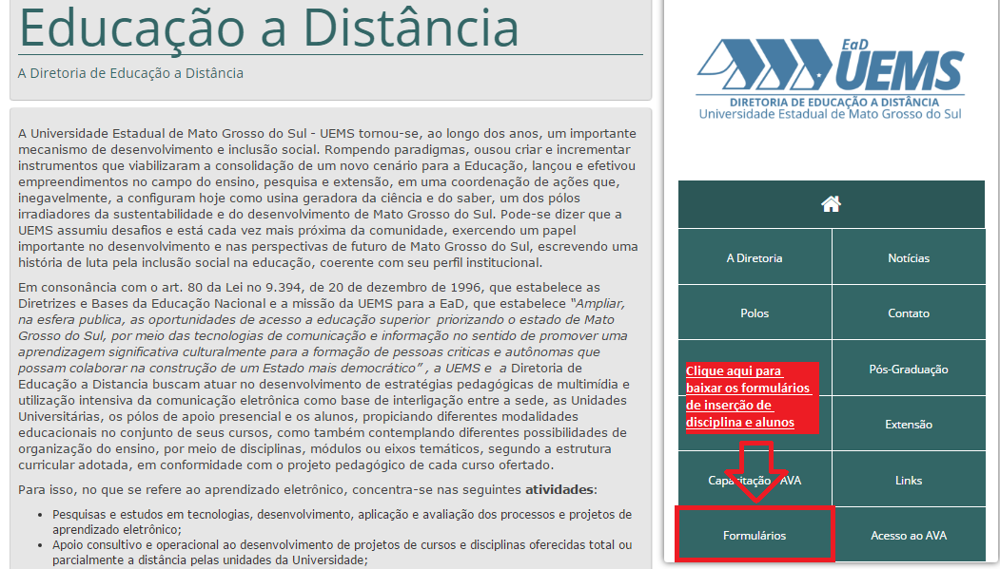 Educação a Distância
A Diretoria de Educação a Distância
A Universidade Estadual de Mato Grosso do Sul - UEMS tornou-se, ao longo dos anos, um importante
mecanismo de desenvolvimento e inclusão social. Rompendo paradigmas, ousou criar e incrementar
instrumentos que viabilizaram a consolidação de um novo cenário para a Educação, lançou e efetivou
empreendimentos no campo do ensino, pesquisa e extensão, em uma coordenação de ações que,
inegavelmente, a configuram hoje como usina geradora da ciência e do saber, um dos pólos
irradiadores da sustentabilidade e do desenvolvimento de Mato Grosso do Sul. Pode-se dizer que a
UEMS assumiu desafios e está cada vez mais próxima da comunidade, exercendo um papel
importante no desenvolvimento e nas perspectivas de futuro de Mato Grosso do Sul, escrevendo uma
história de luta pela inclusão social na educação, coerente com seu perfil institucional.
Em consonância com o art. 80 da Lei no 9.394, de 20 de dezembro de 1996, que estabelece as
Diretrizes e Bases da Educação Nacional e a missão da UEMS para a EaD, que estabelece "Ampliar,
na esfera publica, as oportunidades de acesso a educação superior priorizando o estado de Mato
Grosso do Sul, por meio das tecnologias de comunicação e informação no sentido de promover uma
aprendizagem significativa culturalmente para a formação de pessoas criticas e autônomas que
possam colaborar na construção de um Estado mais democrático" , a UEMS e a Diretoria de
Educação a Distancia buscam atuar no desenvolvimento de estratégias pedagógicas de multimídia e
utilização intensiva da comunicação eletrônica como base de interligação entre a sede, as Unidades
Universitárias, os pólos de apoio presencial e os alunos, propiciando diferentes modalidades
educacionais no conjunto de seus cursos, como também contemplando diferentes possibilidades de
organização do ensino, por meio de disciplinas, módulos ou eixos temáticos, segundo a estrutura
curricular adotada, em conformidade com o projeto pedagógico de cada curso ofertado.
Para isso, no que se refere ao aprendizado eletrônico, concentra-se nas seguintes atividades:
• Pesquisas e estudos em tecnologias, desenvolvimento, aplicação e avaliação dos processos e projetos de
aprendizado eletrônico;
• Apoio consultivo e operacional ao desenvolvimento de projetos de cursos e disciplinas oferecidas total ou
parcialmente a distância pelas unidades da Universidade;
EaD
UEMS
DIRETORIA DE EDUCAÇÃO A DISTÂNCIA
Universidade Estadual de Mato Grosso do Sul
A Diretoria
Notícias
Polos
Contato
Pós-Graduação
Clique aqui para
baixar os formulários
de inserção de
disciplina e alunos
Extensão
Capacitação AVA
Links
Formulários
Acesso ao AVA